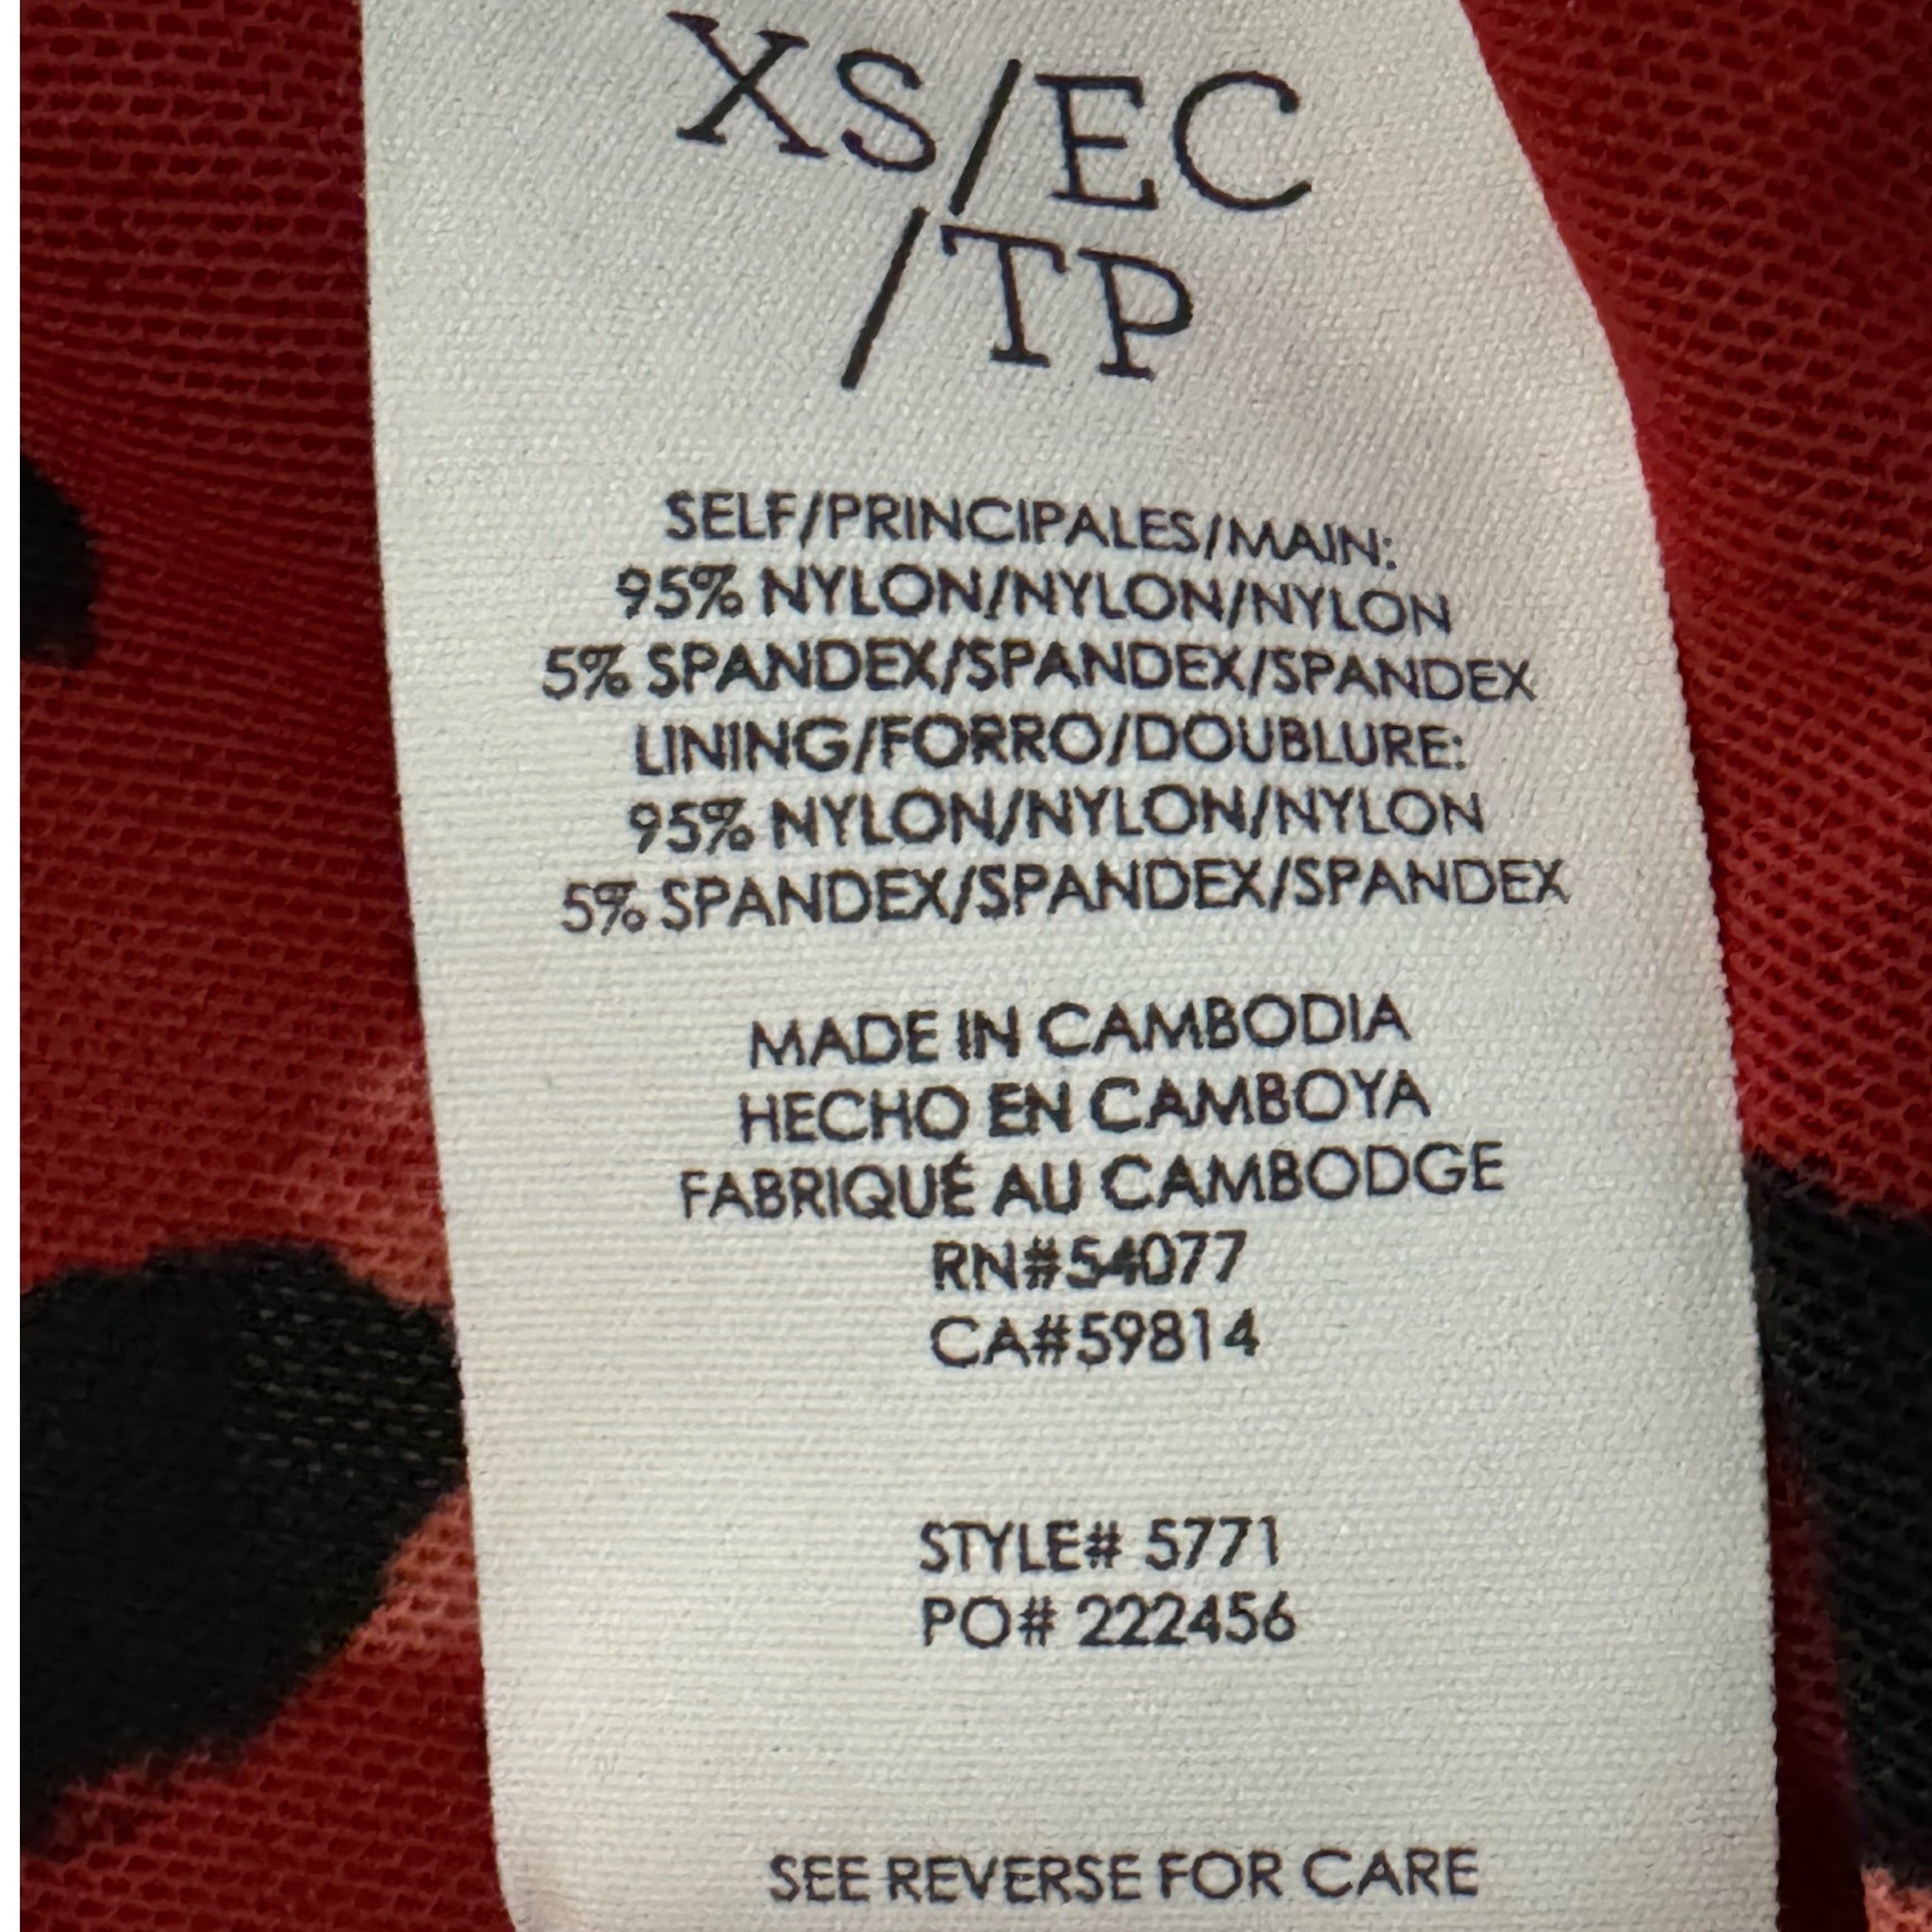 XS/EC
/TP
SELF/PRINCIPALES/MAIN:
95% NYLON/NYLON/NYLON
5% SPANDEX/SPANDEX/SPANDEX
LINING/FORRO/DOUBLURE:
95% NYLON/NYLON/NYLON
5% SPANDEX/SPANDEX/SPANDEX
MADE IN CAMBODIA
HECHO EN CAMBOYA
FABRIQUÉ AU CAMBODGE
RN#54077
CA#59814
STYLE# 5771
PO# 222456
SEE REVERSE FOR CARE